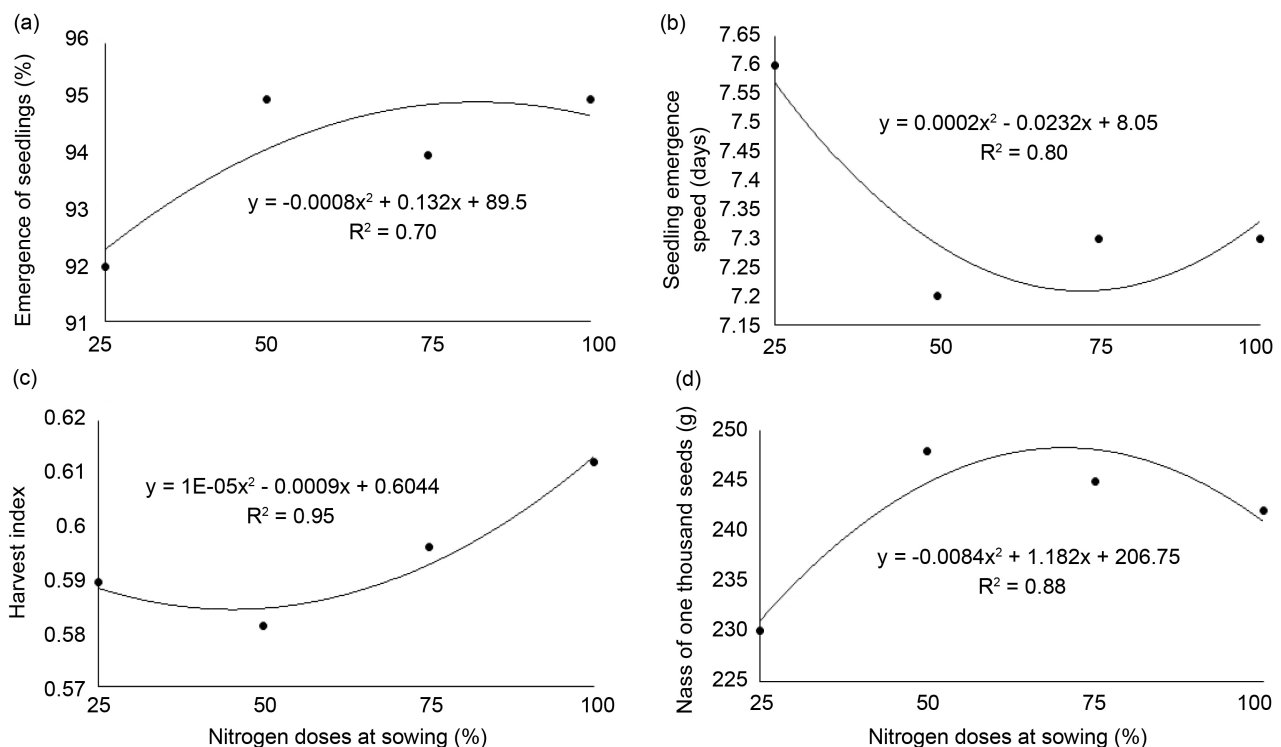 (a)
Emergence of seedlings (%)
96
95
94
93
92
91
y = -0.0008x² + 0.132x + 89.5
R² = 0.70
25 50 75 100
(b)
Seedling emergence
speed (days)
7.65
7.6
7.55
7.5
7.45
7.4
7.35
7.3
7.25
7.2
7.15
y = 0.0002x² - 0.0232x + 8.05
R² = 0.80
25 50 75 100
(c)
Harvest index
0.62
0.61
0.6
0.59
0.58
0.57
y = 1E-05x² - 0.0009x + 0.6044
R² = 0.95
25 50 75 100
Nitrogen doses at sowing (%)
(d)
Nass of one thousand seeds (g)
250
245
240
235
230
225
y = -0.0084x² + 1.182x + 206.75
R² = 0.88
25 50 75 100
Nitrogen doses at sowing (%)